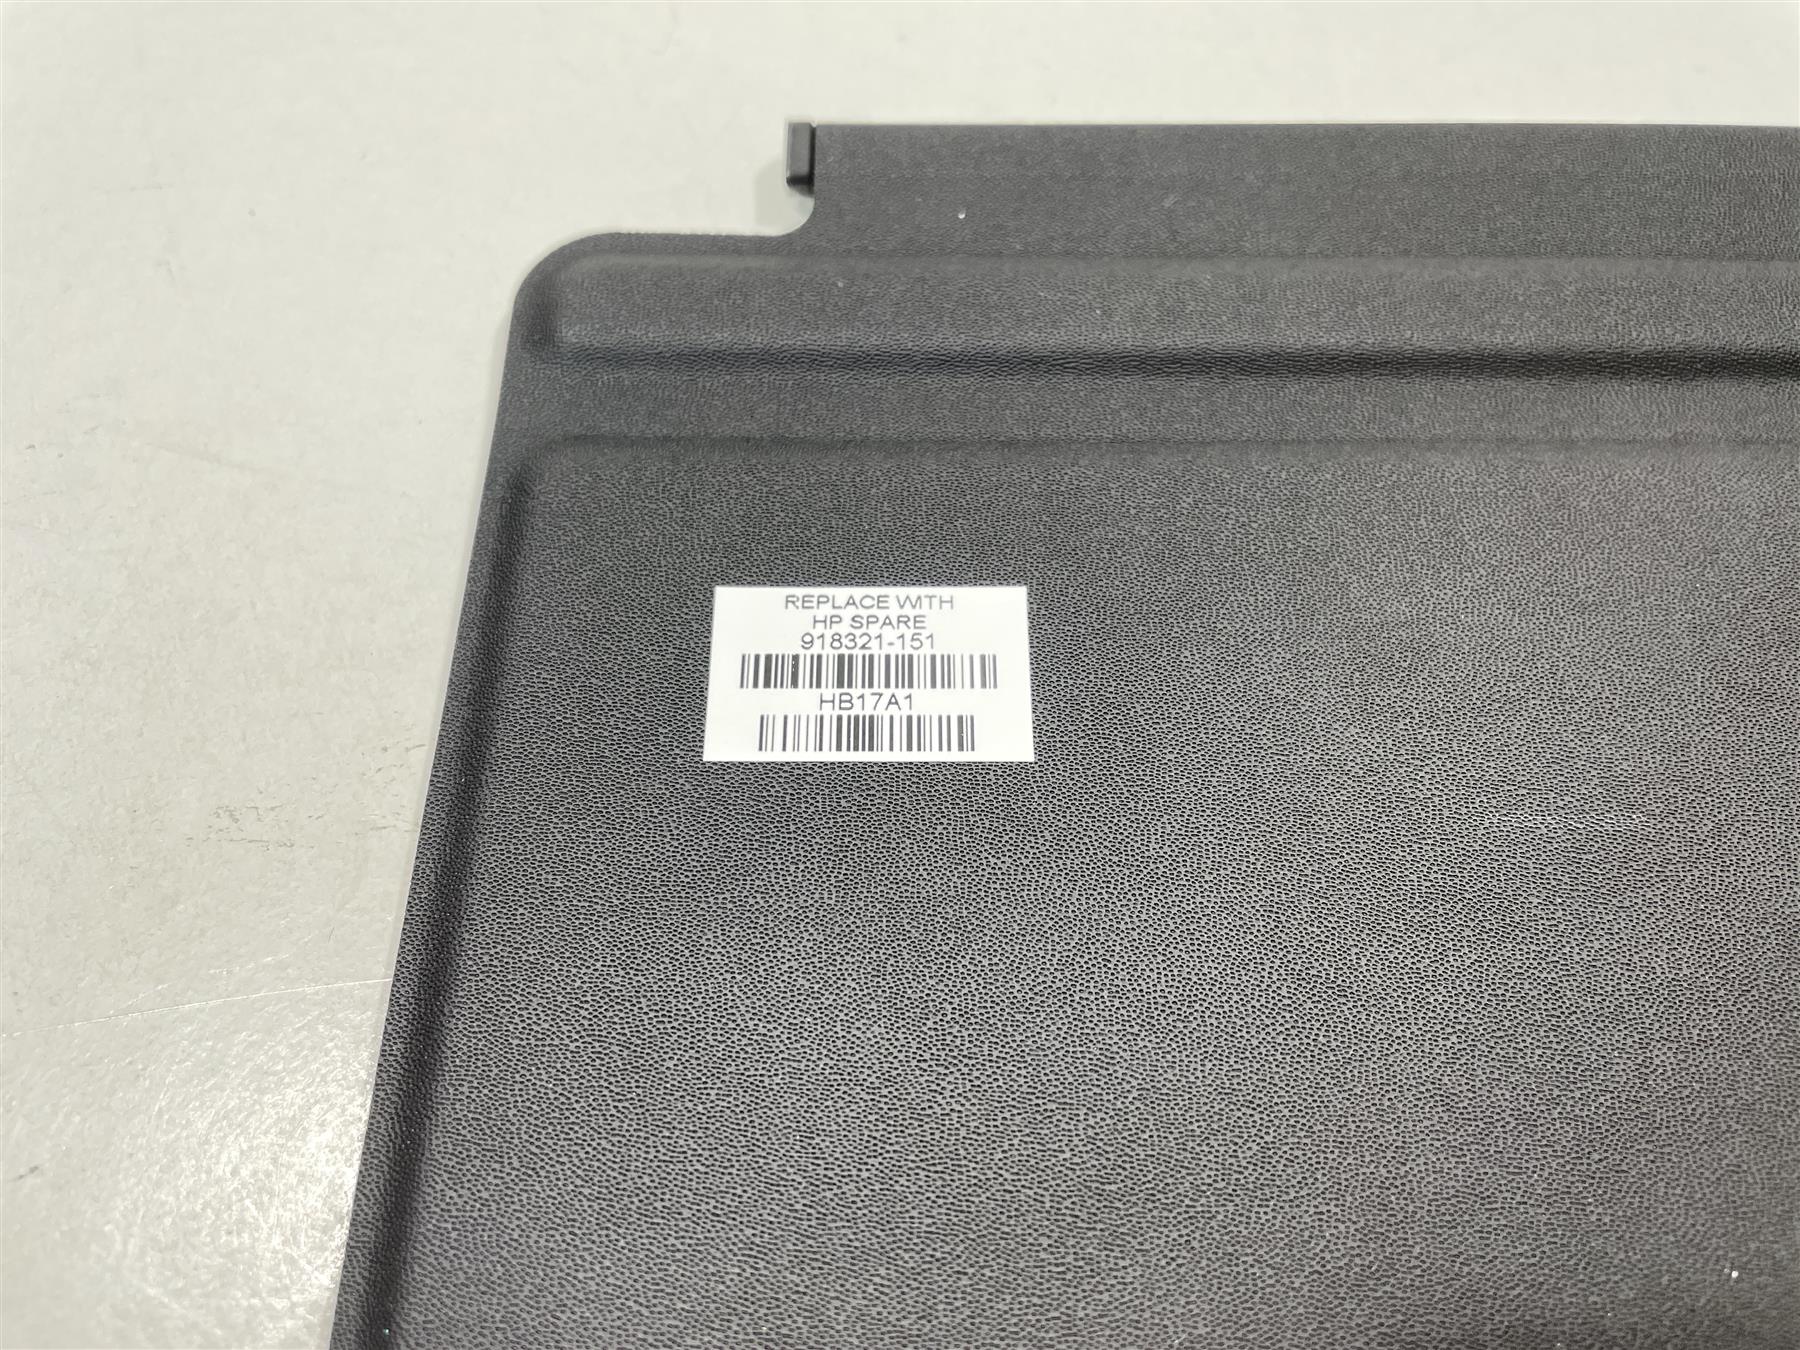 REPLACE WITH
HP SPARE
918321-151
HB17A1